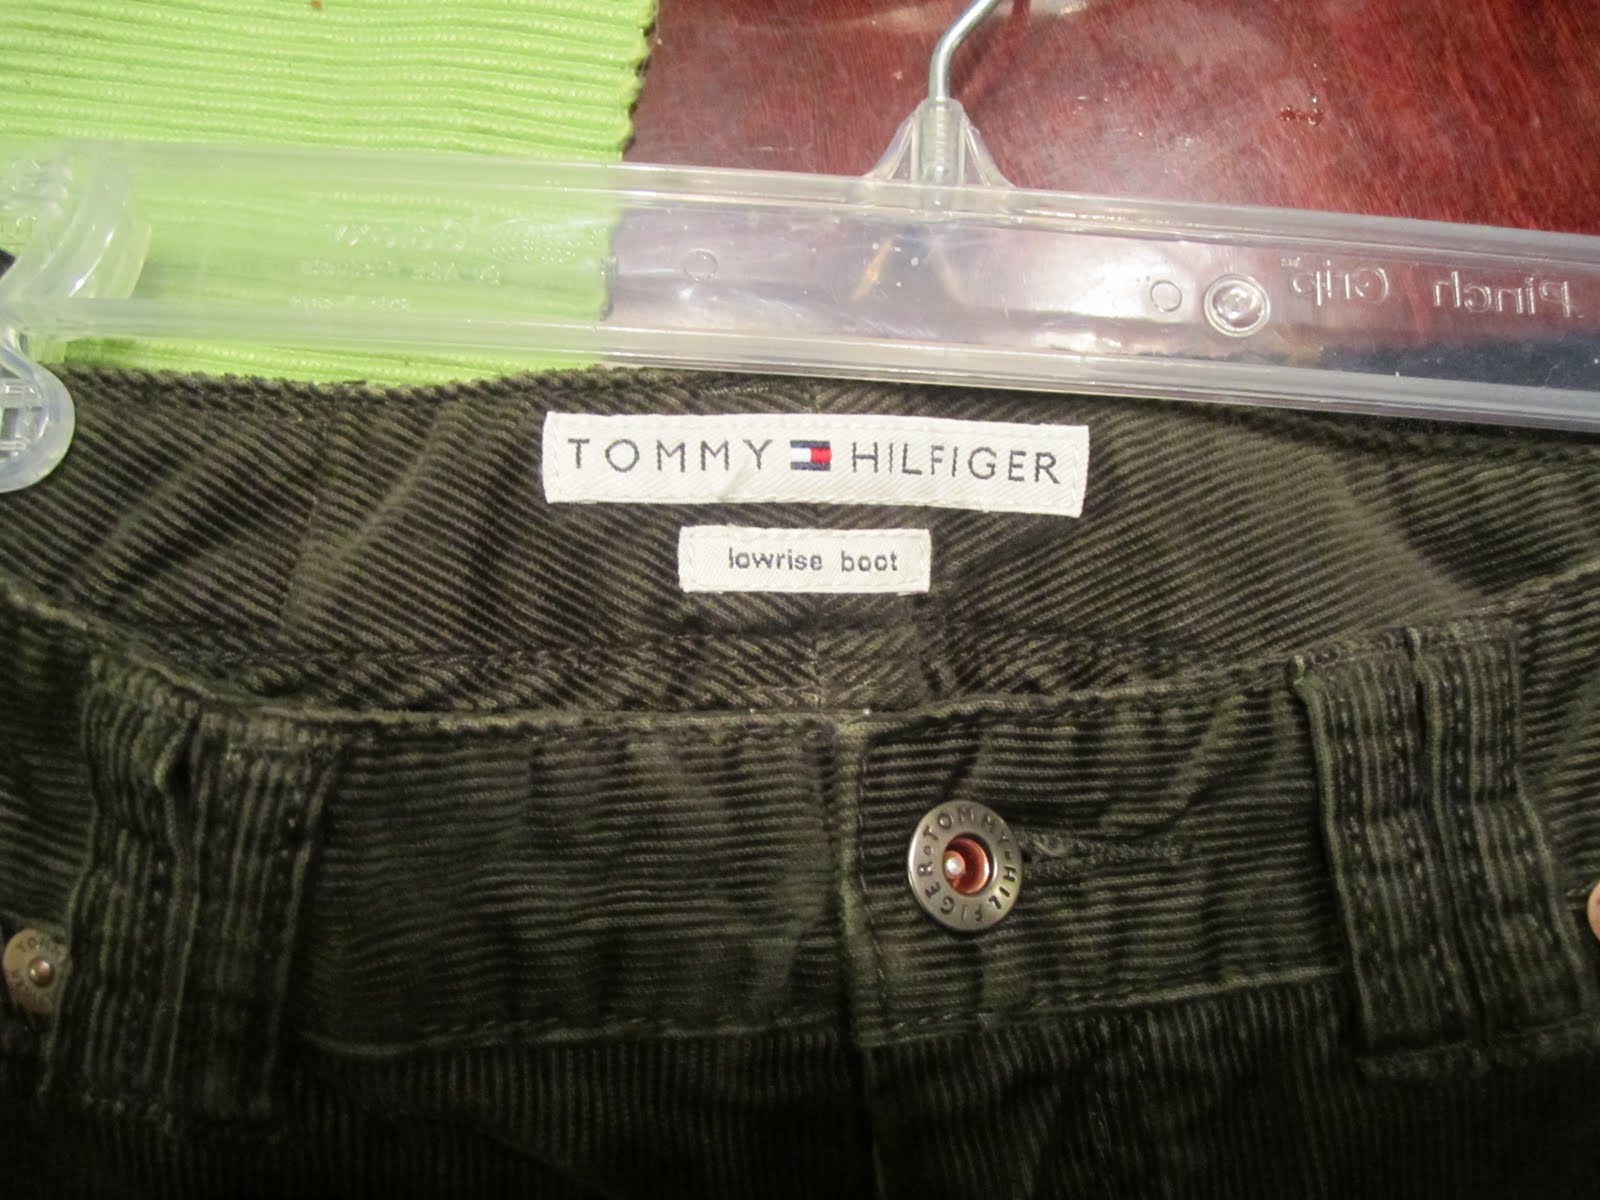 Pinch Grip
TOMMY HILFIGER
lowrise boot
TOMMY • HILFIGER •